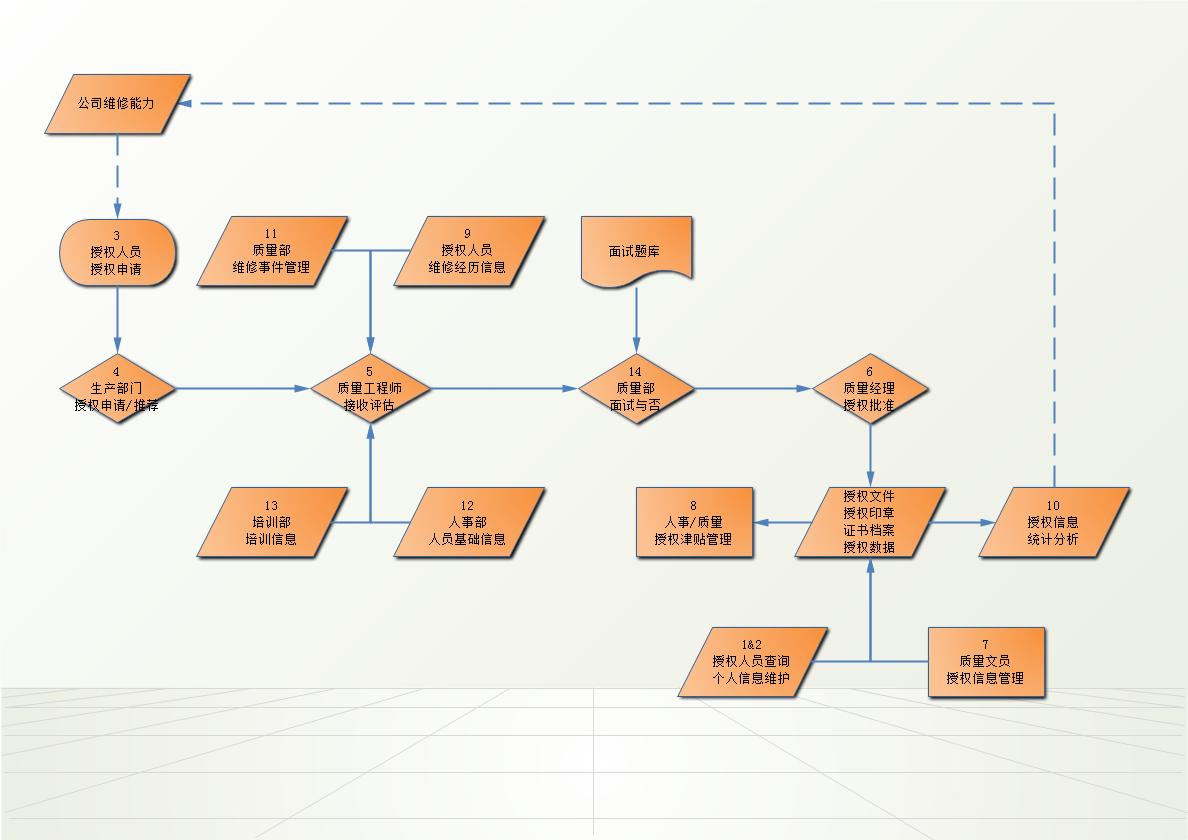 公司维修能力
3
授权人员
授权申请
11
质量部
维修事件管理
9
授权人员
维修经历信息
面试题库
4
生产部门
授权申请/推荐
5
质量工程师
接收评估
14
质量部
面试与否
6
质量经理
授权批准
13
培训部
培训信息
12
人事部
人员基础信息
8
人事/质量
授权津贴管理
授权文件
授权印章
证书档案
授权数据
10
授权信息
统计分析
1&2
授权人员查询
个人信息维护
7
质量文员
授权信息管理